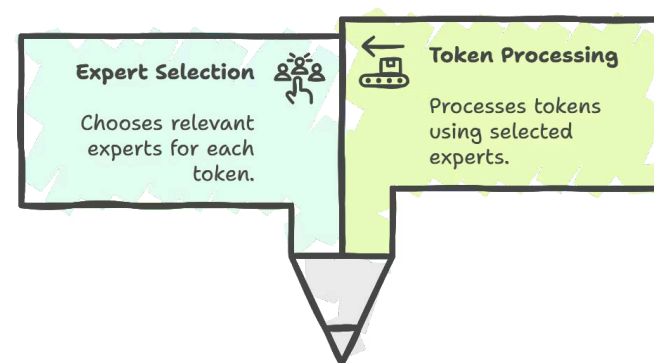 Expert Selection
Chooses relevant
experts for each
token.
Token Processing
Processes tokens
using selected
experts.